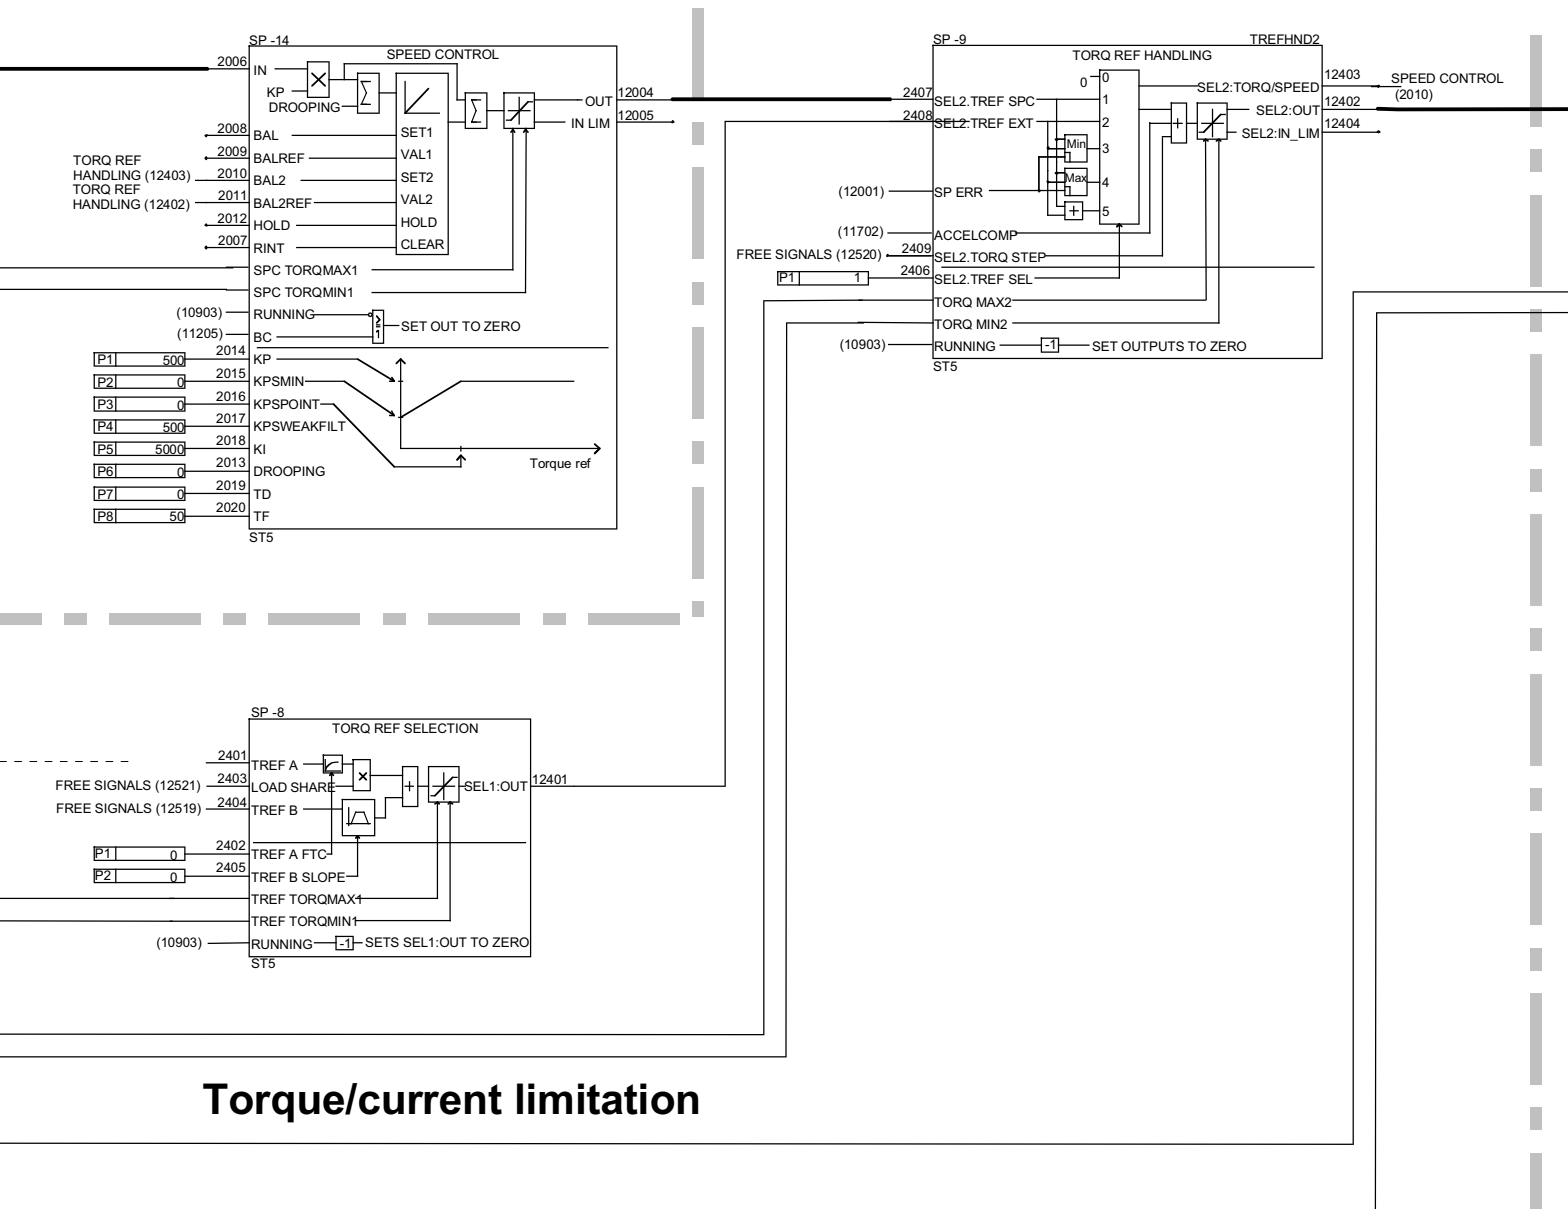 SP -14
SPEED CONTROL
2006
IN
KP
DROOPING
Σ
Σ
OUT
12004
IN LIM
12005
2008
BAL
SET1
2009
BALREF
VAL1
TORQ REF
HANDLING (12403)
2010
BAL2
SET2
TORQ REF
HANDLING (12402)
2011
BAL2REF
VAL2
2012
HOLD
HOLD
2007
RINT
CLEAR
SPC TORQMAX1
SPC TORQMIN1
(10903)
RUNNING
≥
1
SET OUT TO ZERO
(11205)
BC
P1 500
2014
KP
P2 0
2015
KPSMIN
P3 0
2016
KPSPOINT
P4 500
2017
KPSWEAKFILT
P5 5000
2018
KI
P6 0
2013
DROOPING
Torque ref
P7 0
2019
TD
P8 50
2020
TF
ST5
SP -9
TREFHND2
TORQ REF HANDLING
0
0
SEL2:TORQ/SPEED
12403
SPEED CONTROL
(2010)
2407
SEL2.TREF SPC
1
SEL2:OUT
12402
2408
SEL2.TREF EXT
2
+
SEL2:IN_LIM
12404
Min
3
Max
4
(12001)
SP ERR
+
5
(11702)
ACCELCOMP
FREE SIGNALS (12520)
2409
SEL2.TORQ STEP
P1 1
2406
SEL2.TREF SEL
TORQ MAX2
TORQ MIN2
(10903)
RUNNING
-1
SET OUTPUTS TO ZERO
ST5
SP -8
TORQ REF SELECTION
2401
TREF A
FREE SIGNALS (12521)
2403
LOAD SHARE
×
+
SEL1:OUT
12401
FREE SIGNALS (12519)
2404
TREF B
P1 0
2402
TREF A FTC
P2 0
2405
TREF B SLOPE
TREF TORQMAX1
TREF TORQMIN1
(10903)
RUNNING
-1
SETS SEL1:OUT TO ZERO
ST5
Torque/current limitation